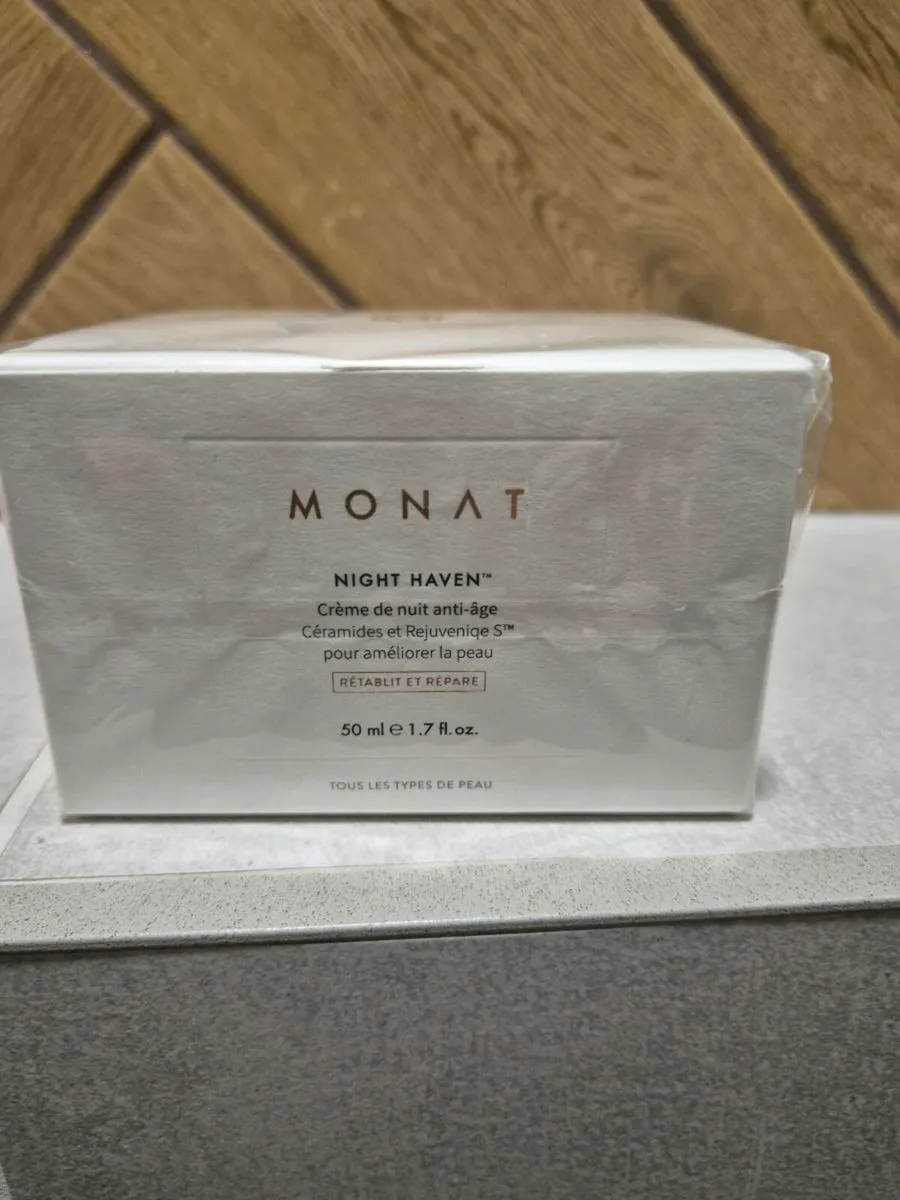 MONAT
NIGHT HAVEN™
Crème de nuit anti-âge
Céramides et Rejuveniqe S™
pour améliorer la peau
RÉTABLIT ET RÉPARE
50 ml ℮ 1.7 fl. oz.
TOUS LES TYPES DE PEAU